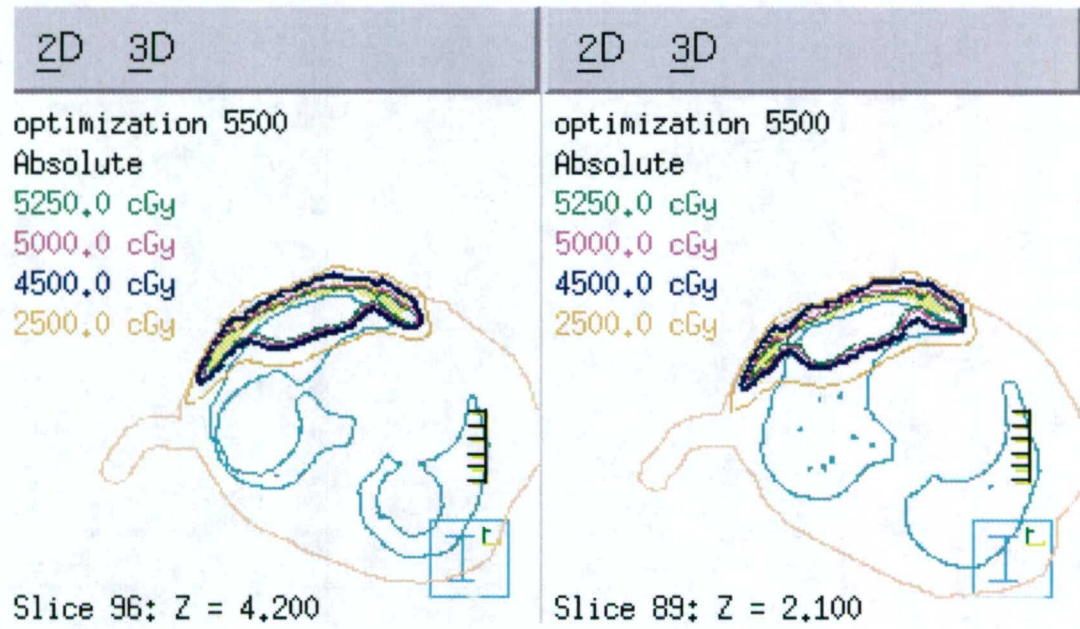 2D 3D
optimization 5500
Absolute
5250.0 cGy
5000.0 cGy
4500.0 cGy
2500.0 cGy
Slice 96: Z = 4.200
2D 3D
optimization 5500
Absolute
5250.0 cGy
5000.0 cGy
4500.0 cGy
2500.0 cGy
Slice 89: Z = 2.100